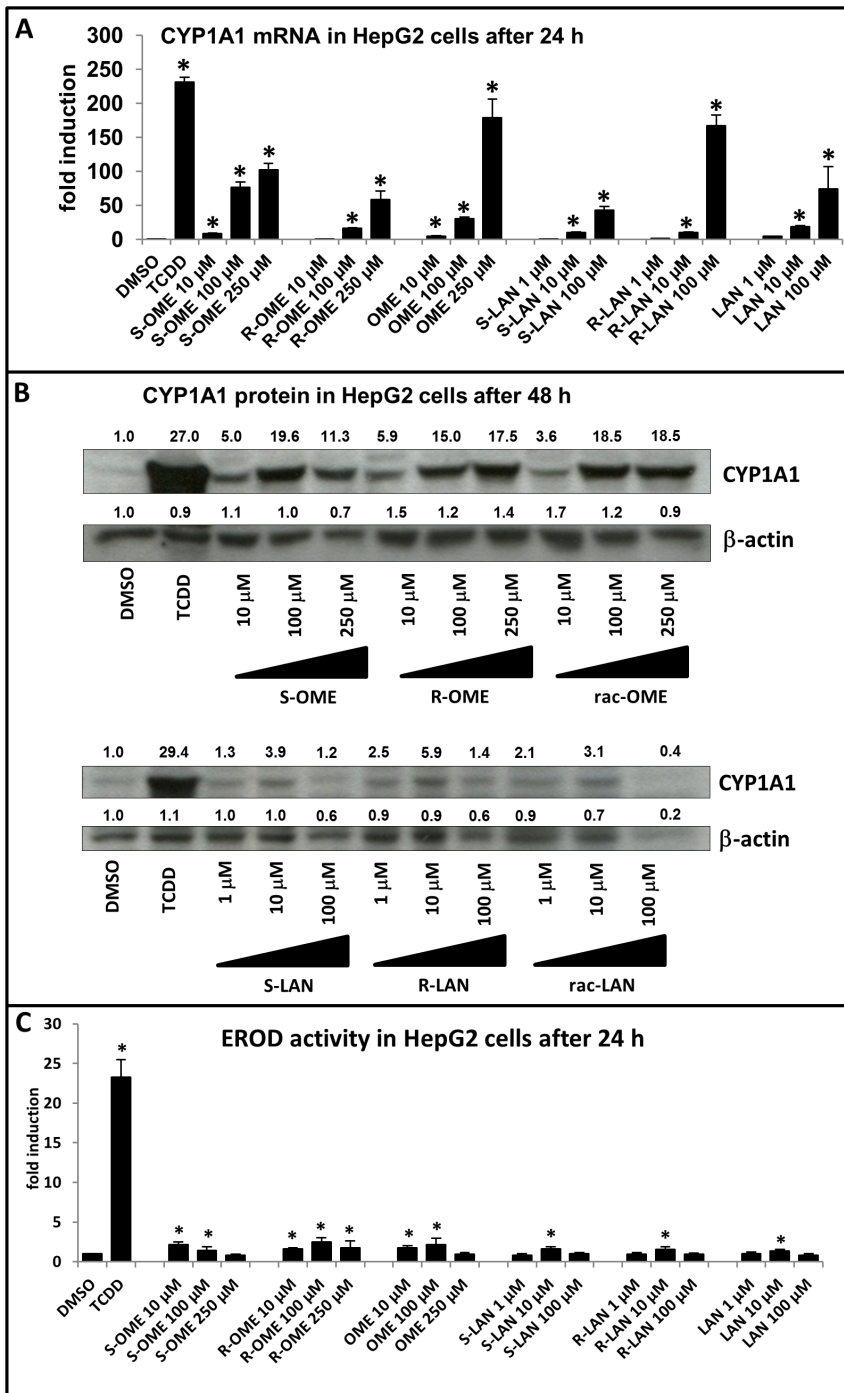 A
CYP1A1 mRNA in HepG2 cells after 24 h
fold induction
300
250
200
150
100
50
0
* * * * * * * * * * * * * * *
DMSO
TCDD
S-OME 10 µM
S-OME 100 µM
S-OME 250 µM
R-OME 10 µM
R-OME 100 µM
R-OME 250 µM
OME 10 µM
OME 100 µM
OME 250 µM
S-LAN 1 µM
S-LAN 10 µM
S-LAN 100 µM
R-LAN 1 µM
R-LAN 10 µM
R-LAN 100 µM
LAN 1 µM
LAN 10 µM
LAN 100 µM
B
CYP1A1 protein in HepG2 cells after 48 h
1.0 27.0 5.0 19.6 11.3 5.9 15.0 17.5 3.6 18.5 18.5
CYP1A1
1.0 0.9 1.1 1.0 0.7 1.5 1.2 1.4 1.7 1.2 0.9
β-actin
DMSO
TCDD
10 µM
100 µM
250 µM
10 µM
100 µM
250 µM
10 µM
100 µM
250 µM
S-OME R-OME rac-OME
1.0 29.4 1.3 3.9 1.2 2.5 5.9 1.4 2.1 3.1 0.4
CYP1A1
1.0 1.1 1.0 1.0 0.6 0.9 0.9 0.6 0.9 0.7 0.2
β-actin
DMSO
TCDD
1 µM
10 µM
100 µM
1 µM
10 µM
100 µM
1 µM
10 µM
100 µM
S-LAN R-LAN rac-LAN
C
EROD activity in HepG2 cells after 24 h
fold induction
30
25
20
15
10
5
0
* * * * * * * * * * *
DMSO
TCDD
S-OME 10 µM
S-OME 100 µM
S-OME 250 µM
R-OME 10 µM
R-OME 100 µM
R-OME 250 µM
OME 10 µM
OME 100 µM
OME 250 µM
S-LAN 1 µM
S-LAN 10 µM
S-LAN 100 µM
R-LAN 1 µM
R-LAN 10 µM
R-LAN 100 µM
LAN 1 µM
LAN 10 µM
LAN 100 µM